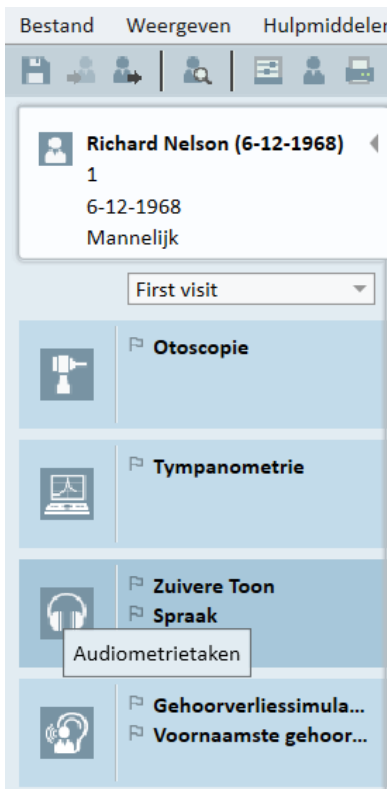 Bestand Weergeven Hulpmiddelen
Richard Nelson (6-12-1968)
1
6-12-1968
Mannelijk
First visit
Otoscopie
Tympanometrie
Zuivere Toon
Spraak
Audiometrietaken
Gehoorverliessimula...
Voornaamste gehoor...